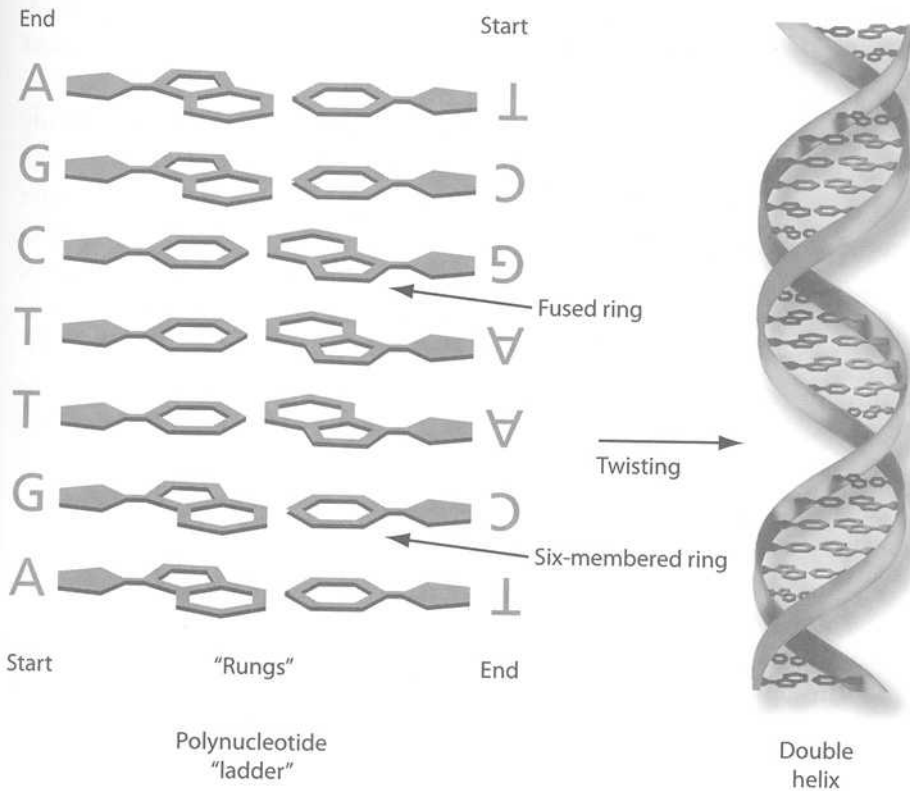 End
Start
A T
G C
C G
Fused ring
T A
T A
Twisting
G C
Six-membered ring
A T
Start "Rungs" End
Polynucleotide
"ladder"
Double
helix